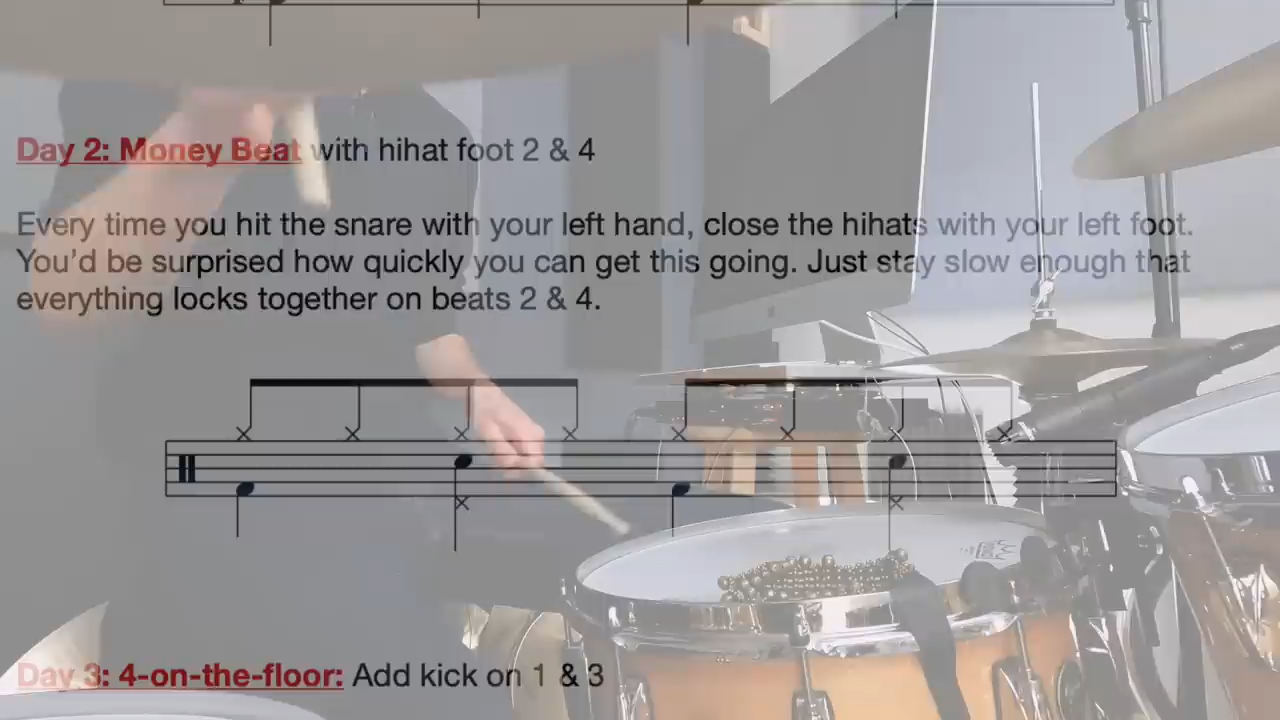 Day 2: Money Beat with hihat foot 2 & 4
Every time you hit the snare with your left hand, close the hihats with your left foot.
You'd be surprised how quickly you can get this going. Just stay slow enough that
everything locks together on beats 2 & 4.
Day 3: 4-on-the-floor: Add kick on 1 & 3